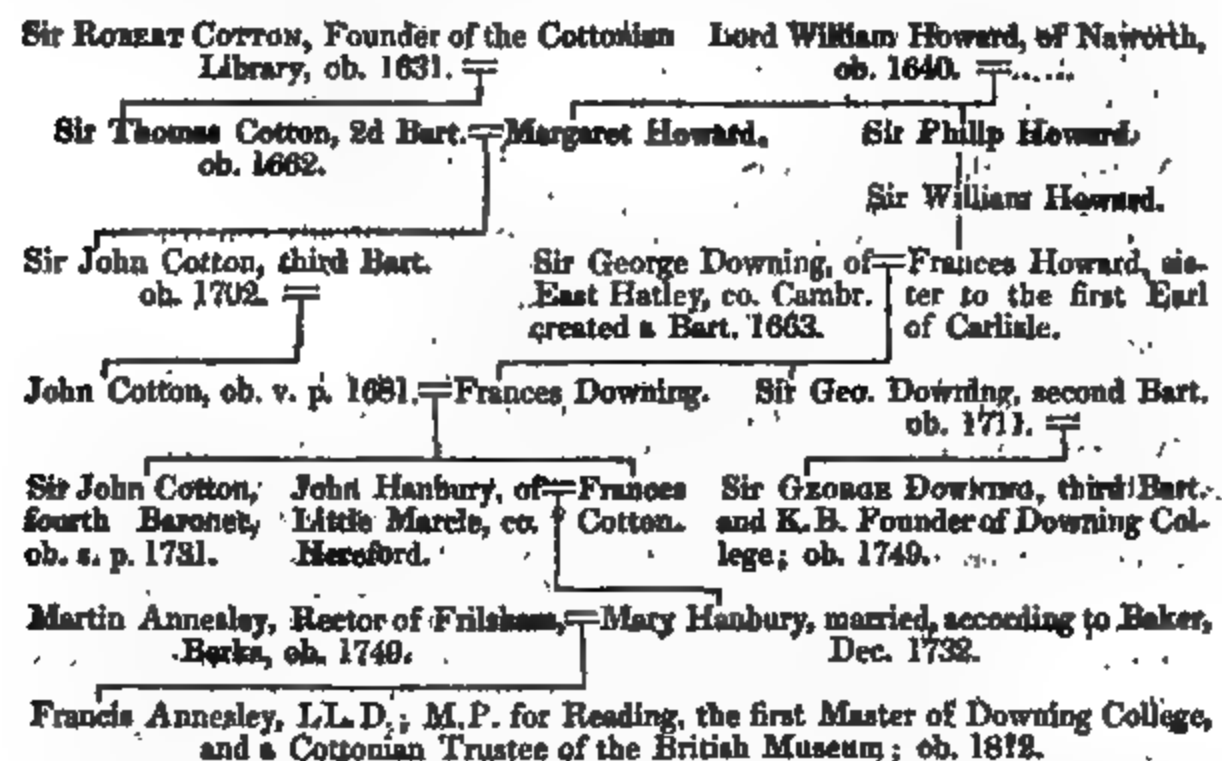 Sir ROBERT COTTON, Founder of the Cottonian
Library, ob. 1631.
Lord William Howard, of Naworth,
ob. 1640.
Sir Thomas Cotton, 2d Bart.
ob. 1662.
Margaret Howard.
Sir Philip Howard.
Sir William Howard.
Sir John Cotton, third Bart.
ob. 1702.
Sir George Downing, of
East Hatley, co. Cambr.
created a Bart. 1663.
Frances Howard, sis-
ter to the first Earl
of Carlisle.
John Cotton, ob. v. p. 1681.
Frances Downing.
Sir Geo. Downing, second Bart.
ob. 1711.
Sir John Cotton,
fourth Baronet,
ob. s. p. 1731.
John Hanbury, of
Little Marcle, co.
Hereford.
Frances
Cotton.
Sir GEORGE DOWNING, third Bart.
and K.B. Founder of Downing Col-
lege; ob. 1749.
Martin Annesley, Rector of Frilsham,
Berks, ob. 1749.
Mary Hanbury, married, according to Baker,
Dec. 1732.
Francis Annesley, LL.D.; M.P. for Reading, the first Master of Downing College,
and a Cottonian Trustee of the British Museum; ob. 1812.